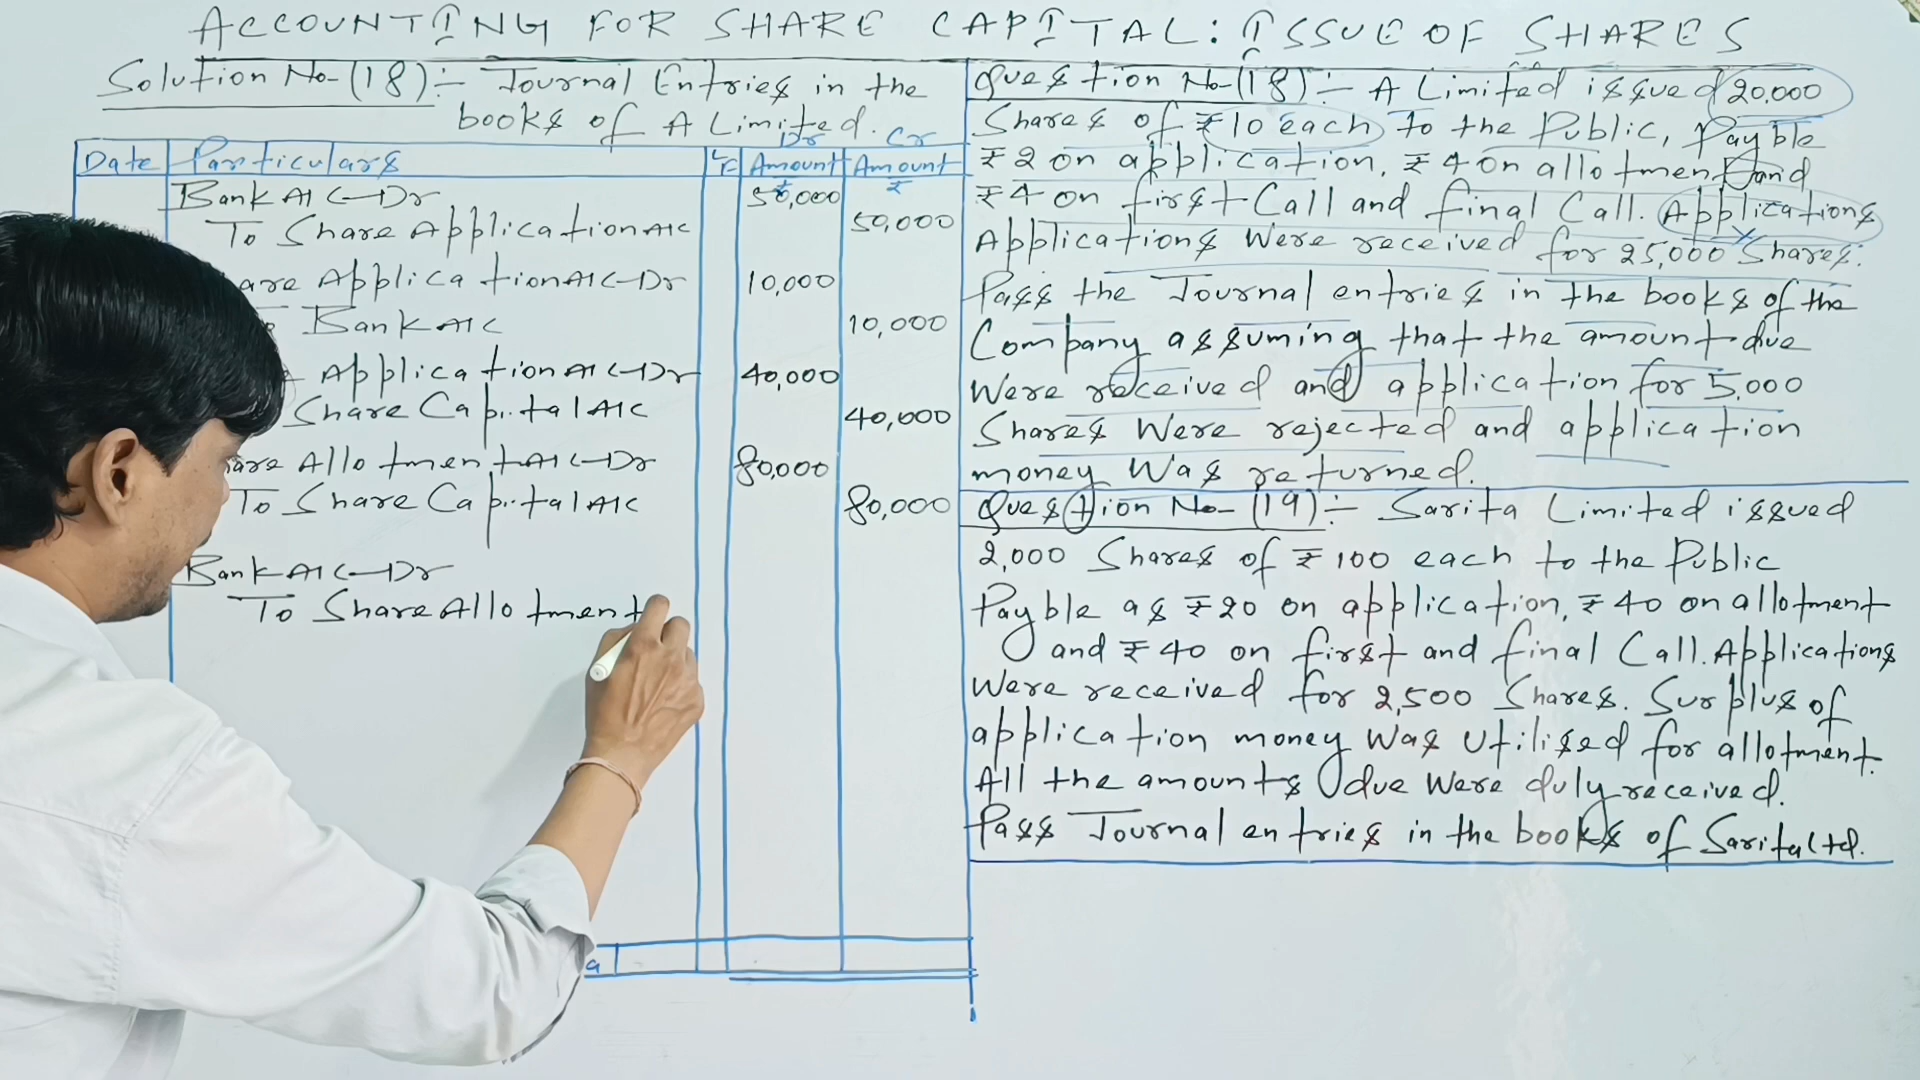 ACCOUNTING FOR SHARE CAPITAL: ISSUE OF SHARES
Solution No-(18):- Journal Entries in the
books of A Limited.
Dr Cr
Date Particulars LF Amount ₹ Amount ₹
Bank A/C-Dr 50,000
To Share Application A/C 50,000
are Application A/C-Dr 10,000
Bank A/C 10,000
Application A/C-Dr 40,000
Share Capital A/C 40,000
are Allotment A/C-Dr 80,000
To Share Capital A/C 80,000
Bank A/C-Dr
To Share Allotment
Question No-(18):- A Limited issued 20,000
Shares of ₹10 each to the Public, Payble
₹2 on application, ₹4 on allotment and
₹4 on first Call and final Call. Applications
Applications Were received for 25,000 Shares.
Pass the Journal entries in the books of the
Company assuming that the amount due
Were received and application for 5,000
Shares Were rejected and application
money Was returned.
Question No-(19):- Sarita Limited issued
2,000 Shares of ₹100 each to the Public
Payble as ₹20 on application, ₹40 on allotment
and ₹40 on first and final Call. Applications
Were received for 2,500 Shares. Surplus of
application money Was Utilised for allotment.
All the amounts due Were duly received.
Pass Journal entries in the books of Sarita Ltd.